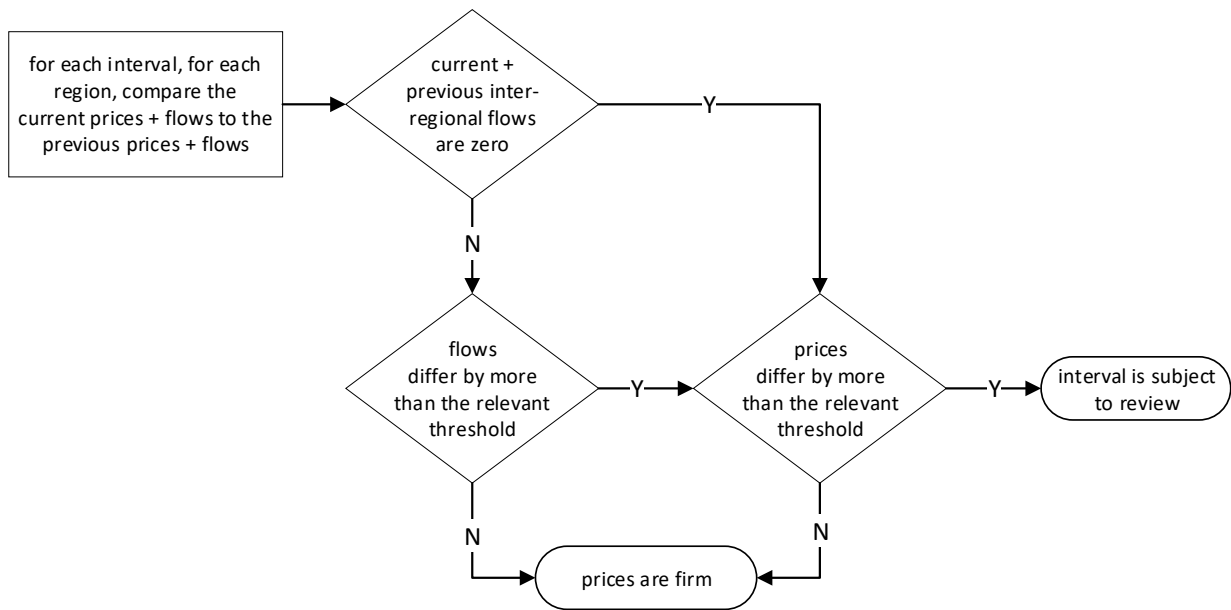 for each interval, for each
region, compare the
current prices + flows to the
previous prices + flows
current +
previous inter-
regional flows
are zero
Y
N
flows
differ by more
than the relevant
threshold
Y
prices
differ by more
than the relevant
threshold
Y
interval is subject
to review
N
N
prices are firm